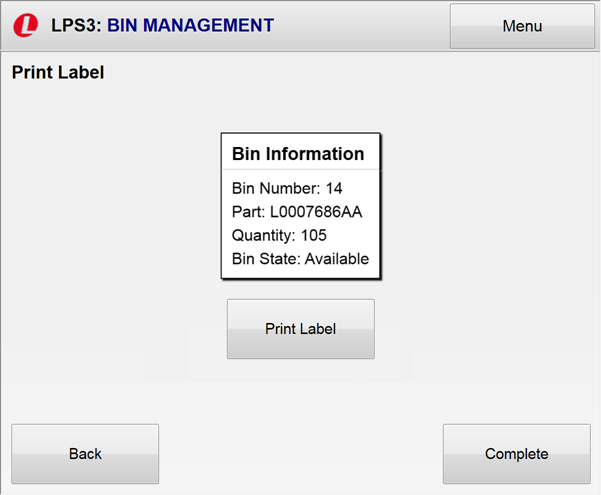 LPS3: BIN MANAGEMENT
Menu
Print Label
Bin Information
Bin Number: 14
Part: L0007686AA
Quantity: 105
Bin State: Available
Print Label
Back
Complete